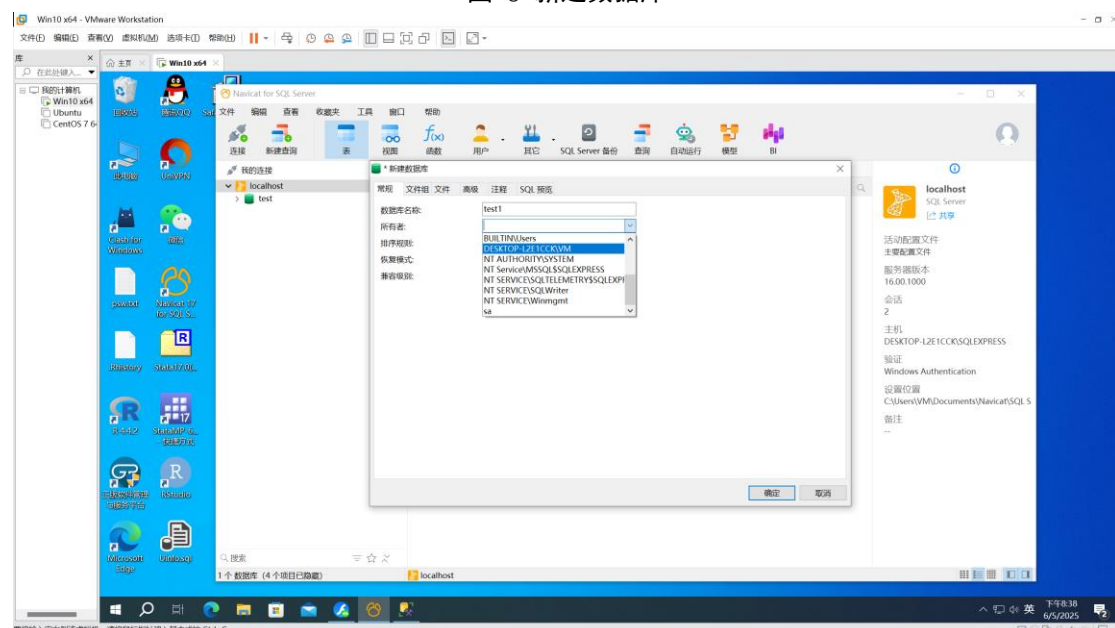 Win10 x64 - VMware Workstation
文件(F) 编辑(E) 查看(V) 虚拟机(M) 选项卡(T) 帮助(H)
库
主页
Win10 x64
在此处键入...
我的计算机
Win10 x64
Ubuntu
CentOS 7 6
Navicat for SQL Server
文件 编辑 查看 收藏夹 工具 窗口 帮助
连接 新建查询 表 视图 函数 用户 其它 SQL Server 备份 查询 自动运行 模型 BI
我的连接
localhost
test
* 新建数据库
常规 文件组 文件 高级 注释 SQL 预览
数据库名称: test1
所有者:
排序规则:
恢复模式:
兼容级别:
BUILTIN\Users
DESKTOP-L2E1CCK\VM
NT AUTHORITY\SYSTEM
NT Service\MSSQL$SQLEXPRESS
NT SERVICE\SQLTELEMETRY$SQLEXPR
NT SERVICE\SQLWriter
NT SERVICE\Winmgmt
sa
确定 取消
localhost
SQL Server
共享
活动配置文件
主要配置文件
服务器版本
16.00.1000
会话
2
主机
DESKTOP-L2E1CCK\SQLEXPRESS
验证
Windows Authentication
设置位置
C:\Users\VM\Documents\Navicat\SQL S
备注
--
回收站
腾讯QQ
此电脑
UniVPN
Clash for Windows
微信
psw.txt
Navicat 17 for SQL S...
Rhistory
Stata17.0(...
R 4.4.2
StataMP-6... - 快捷方式
RStudio
Microsoft Edge
搜索
1 个 数据库 (4 个项目已隐藏)
localhost
英
下午8:38
6/5/2025